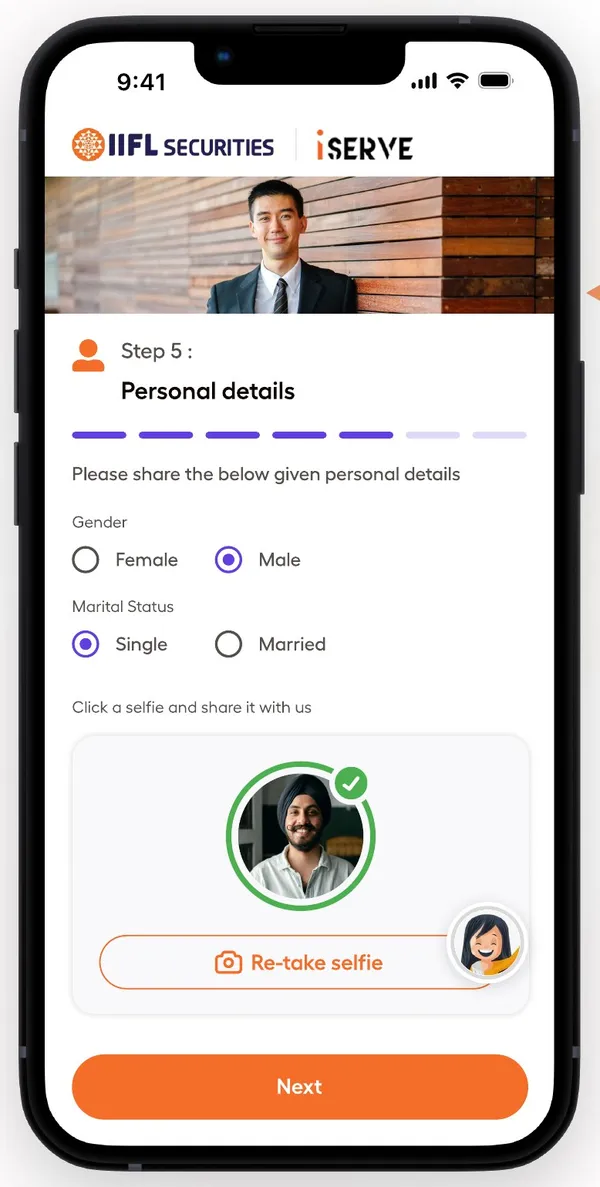 9:41
IIFL SECURITIES iSERVE
Step 5 :
Personal details
Please share the below given personal details
Gender
Female Male
Marital Status
Single Married
Click a selfie and share it with us
Re-take selfie
Next